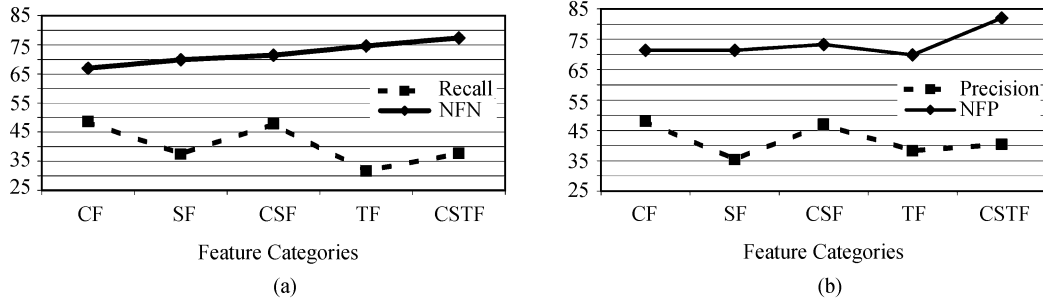 85
75
65
55
45
35
25
Recall
NFN
CF SF CSF TF CSTF
Feature Categories
(a)
85
75
65
55
45
35
25
Precision
NFP
CF SF CSF TF CSTF
Feature Categories
(b)